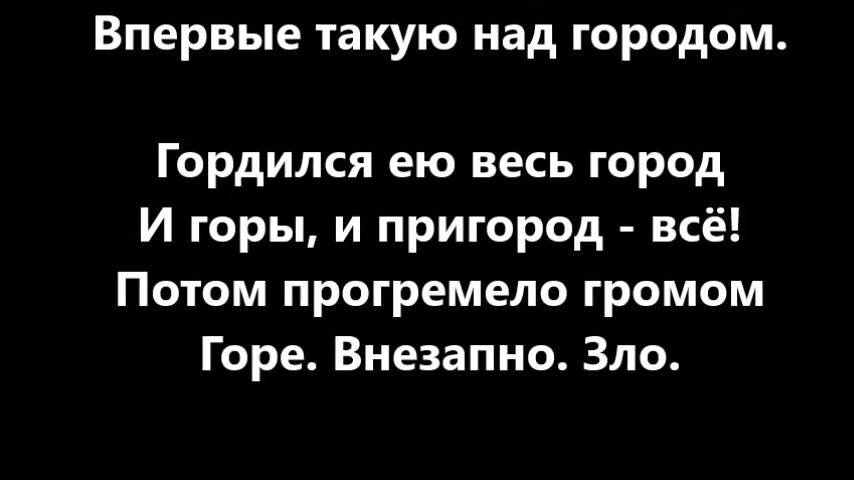 Впервые такую над городом.
Гордился ею весь город
И горы, и пригород - всё!
Потом прогремело громом
Горе. Внезапно. Зло.